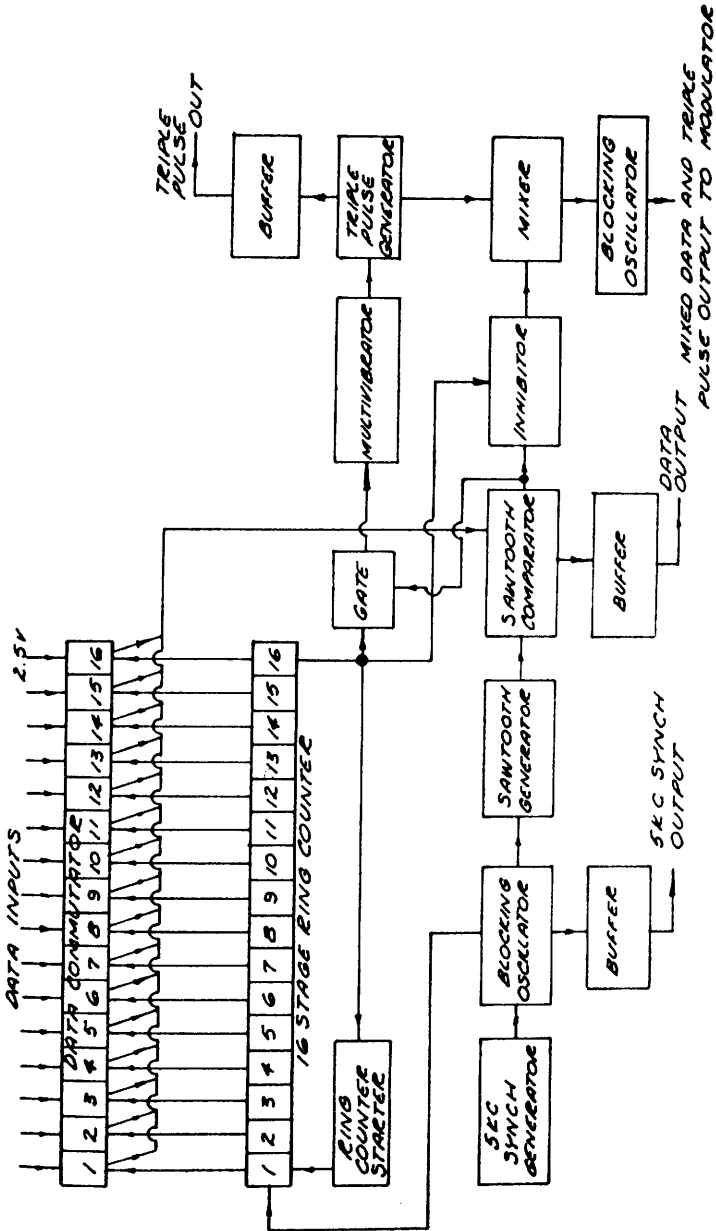 DATA INPUTS
2.5V
DATA COMMUTATOR
1 2 3 4 5 6 7 8 9 10 11 12 13 14 15 16
1 2 3 4 5 6 7 8 9 10 11 12 13 14 15 16
16 STAGE RING COUNTER
RING
COUNTER
STARTER
GATE
MULTIVIBRATOR
TRIPLE
PULSE
GENERATOR
BUFFER
TRIPLE
PULSE
OUT
5KC
SYNCH
GENERATOR
BLOCKING
OSCILLATOR
SAWTOOTH
GENERATOR
SAWTOOTH
COMPARATOR
INHIBITOR
MIXER
BUFFER
5KC SYNCH
OUTPUT
BUFFER
DATA
OUTPUT
BLOCKING
OSCILLATOR
MIXED DATA AND TRIPLE
PULSE OUTPUT TO MODULATOR